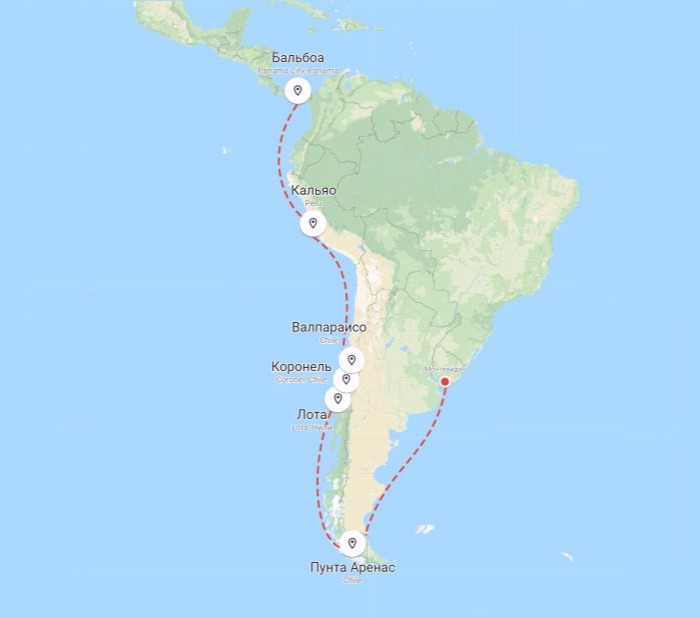 Бальбоа
Panama City, Panama
Кальяо
Peru
Валпараисо
Chile
Коронель
Coronel, Chile
Монтевидео
Лота
Lota, Чили
Пунта Аренас
Chile